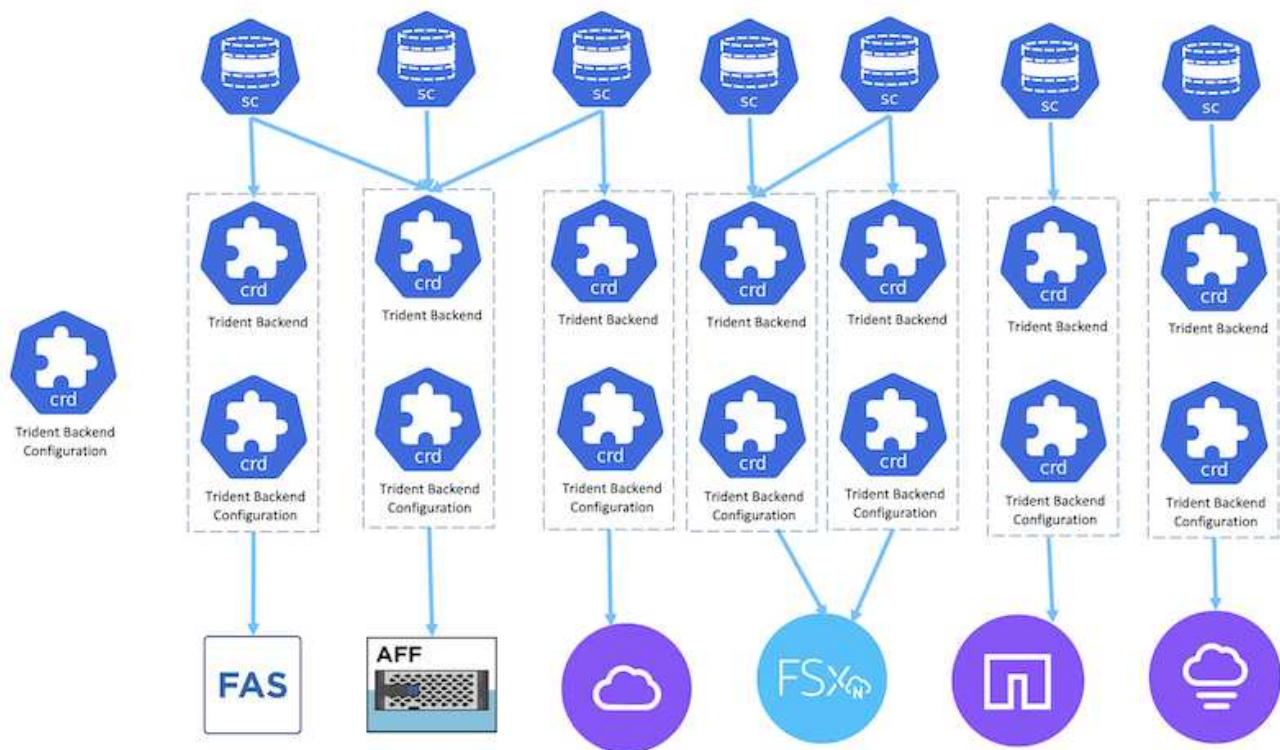 sc
sc
sc
sc
sc
sc
sc
crd
crd
crd
crd
crd
crd
crd
Trident Backend
Trident Backend
Trident Backend
Trident Backend
Trident Backend
Trident Backend
Trident Backend
crd
Trident Backend
Configuration
crd
crd
crd
crd
crd
crd
crd
Trident Backend
Configuration
Trident Backend
Configuration
Trident Backend
Configuration
Trident Backend
Configuration
Trident Backend
Configuration
Trident Backend
Configuration
Trident Backend
Configuration
FAS
AFF
FSxN